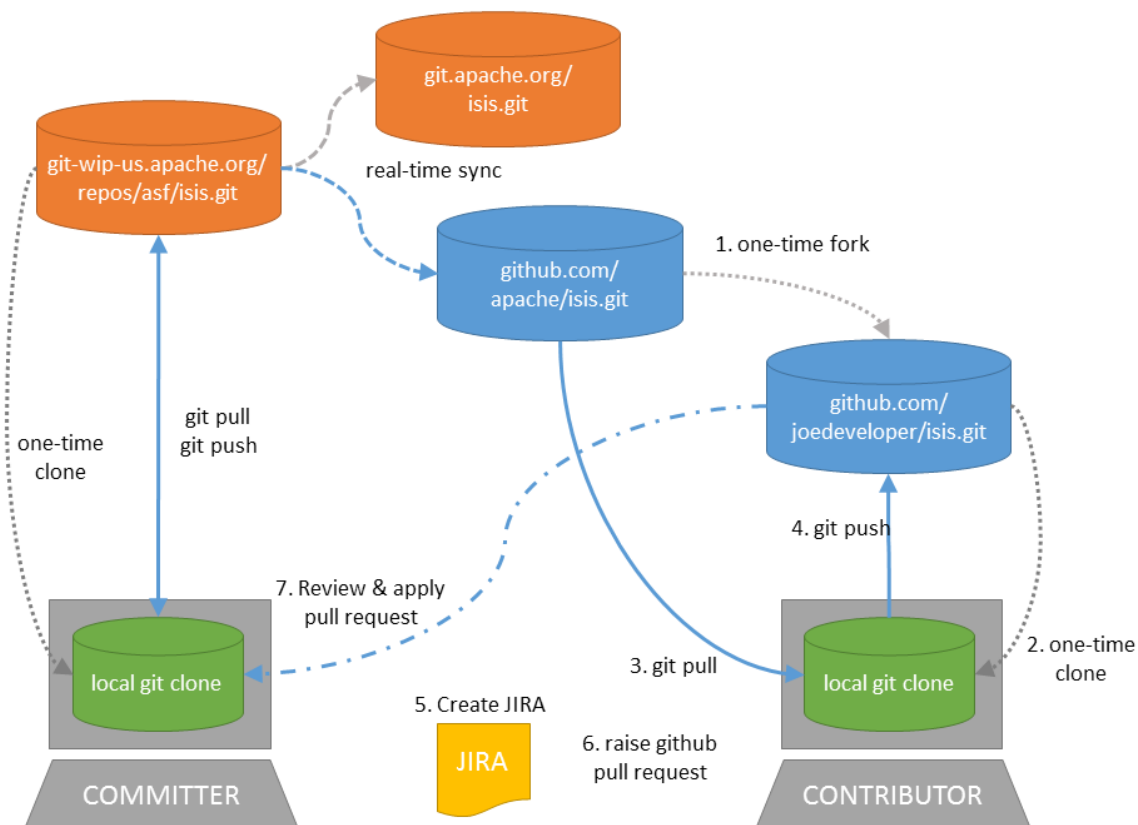 git.apache.org/
isis.git
git-wip-us.apache.org/
repos/asf/isis.git
real-time sync
1. one-time fork
github.com/
apache/isis.git
github.com/
joedeveloper/isis.git
git pull
git push
one-time
clone
4. git push
7. Review & apply
pull request
2. one-time
clone
3. git pull
local git clone
local git clone
5. Create JIRA
6. raise github
pull request
JIRA
COMMITTER
CONTRIBUTOR